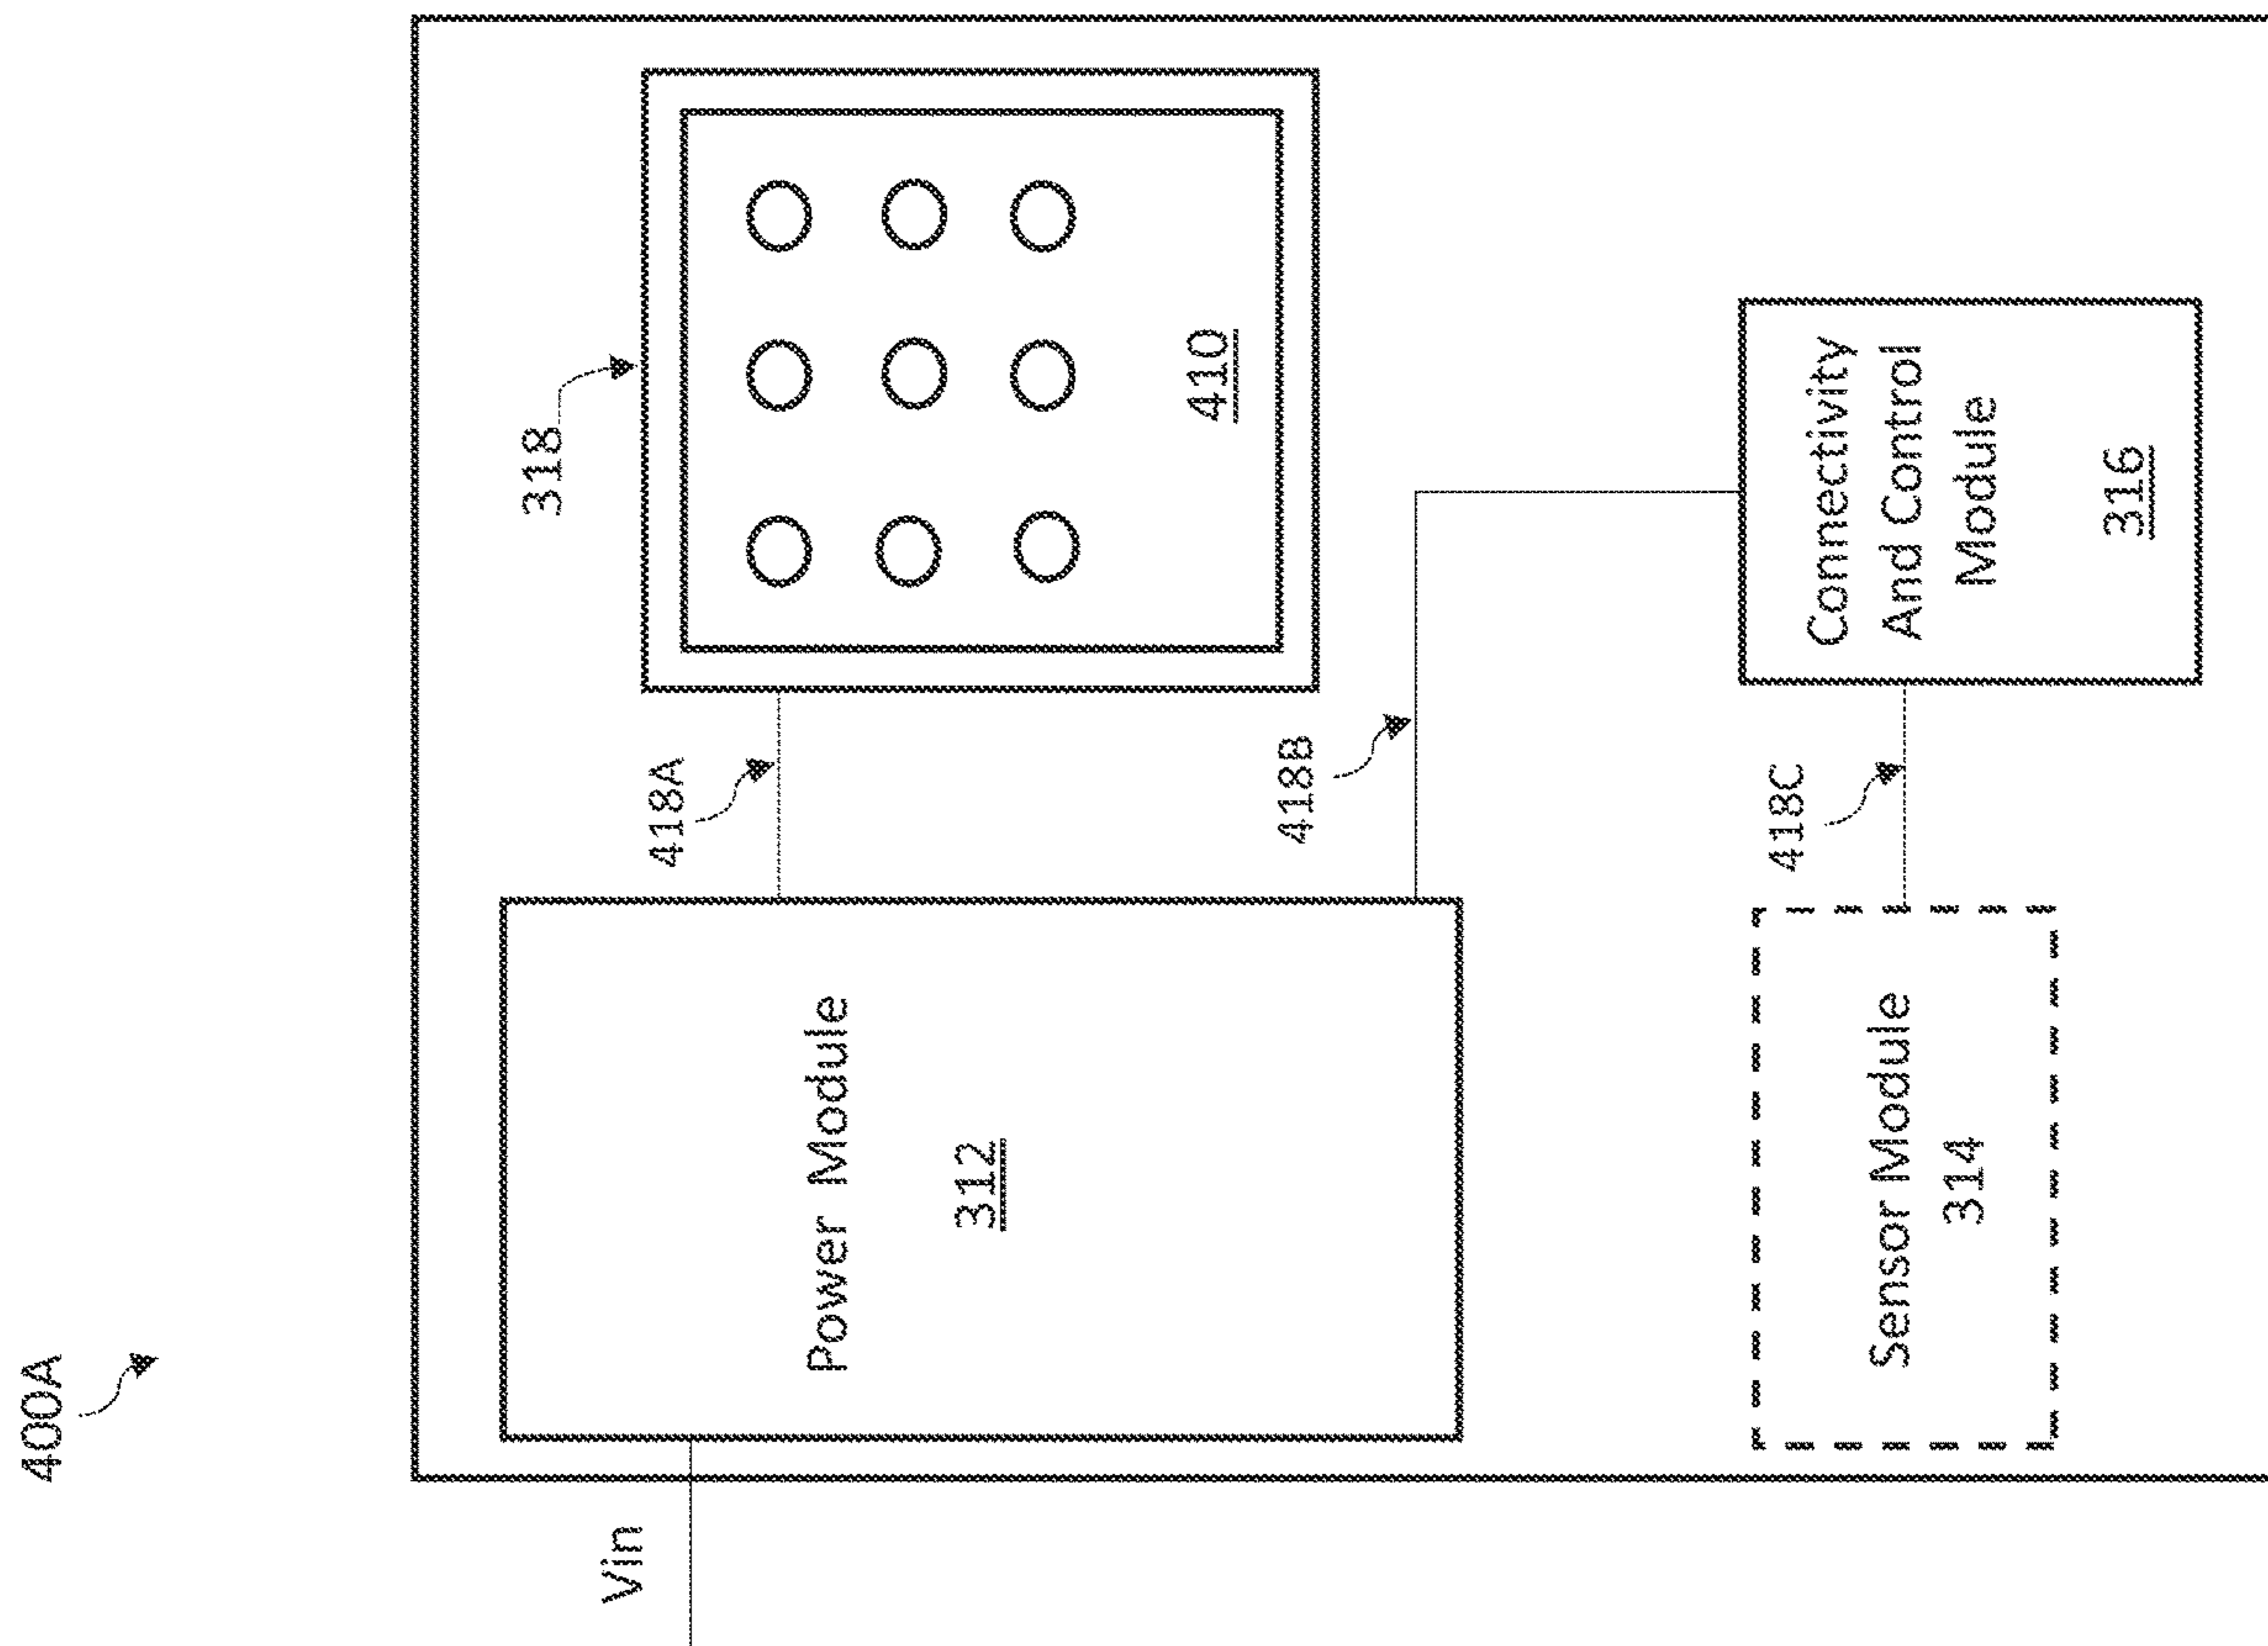 400A
318
418A
410
Vin
Power Module
312
418B
418C
Connectivity
And Control
Module
316
Sensor Module
314